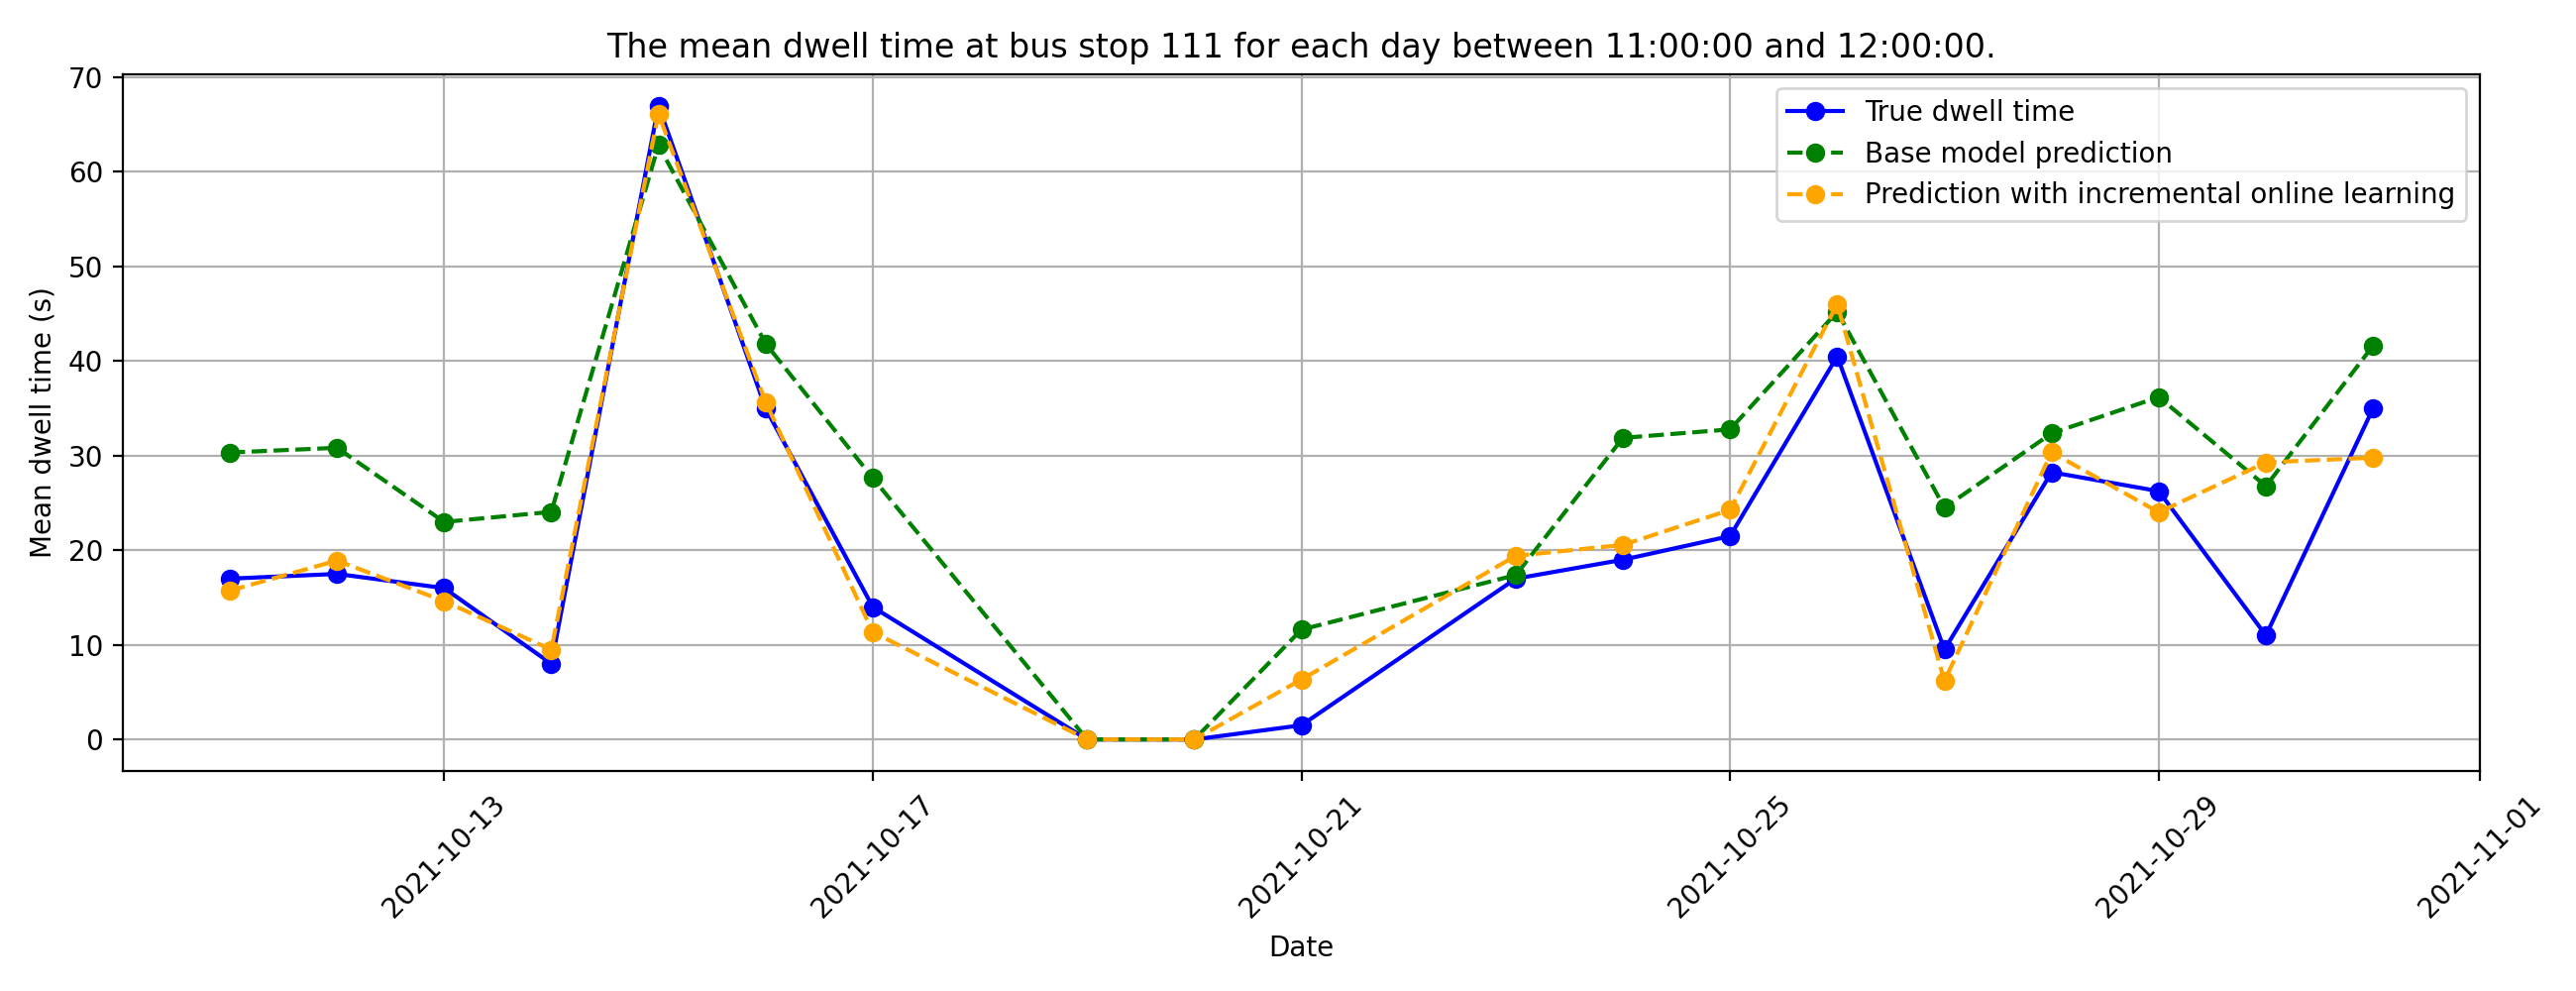 The mean dwell time at bus stop 111 for each day between 11:00:00 and 12:00:00.
True dwell time
Base model prediction
Prediction with incremental online learning
Mean dwell time (s)
70
60
50
40
30
20
10
0
2021-10-13
2021-10-17
2021-10-21
2021-10-25
2021-10-29
2021-11-01
Date